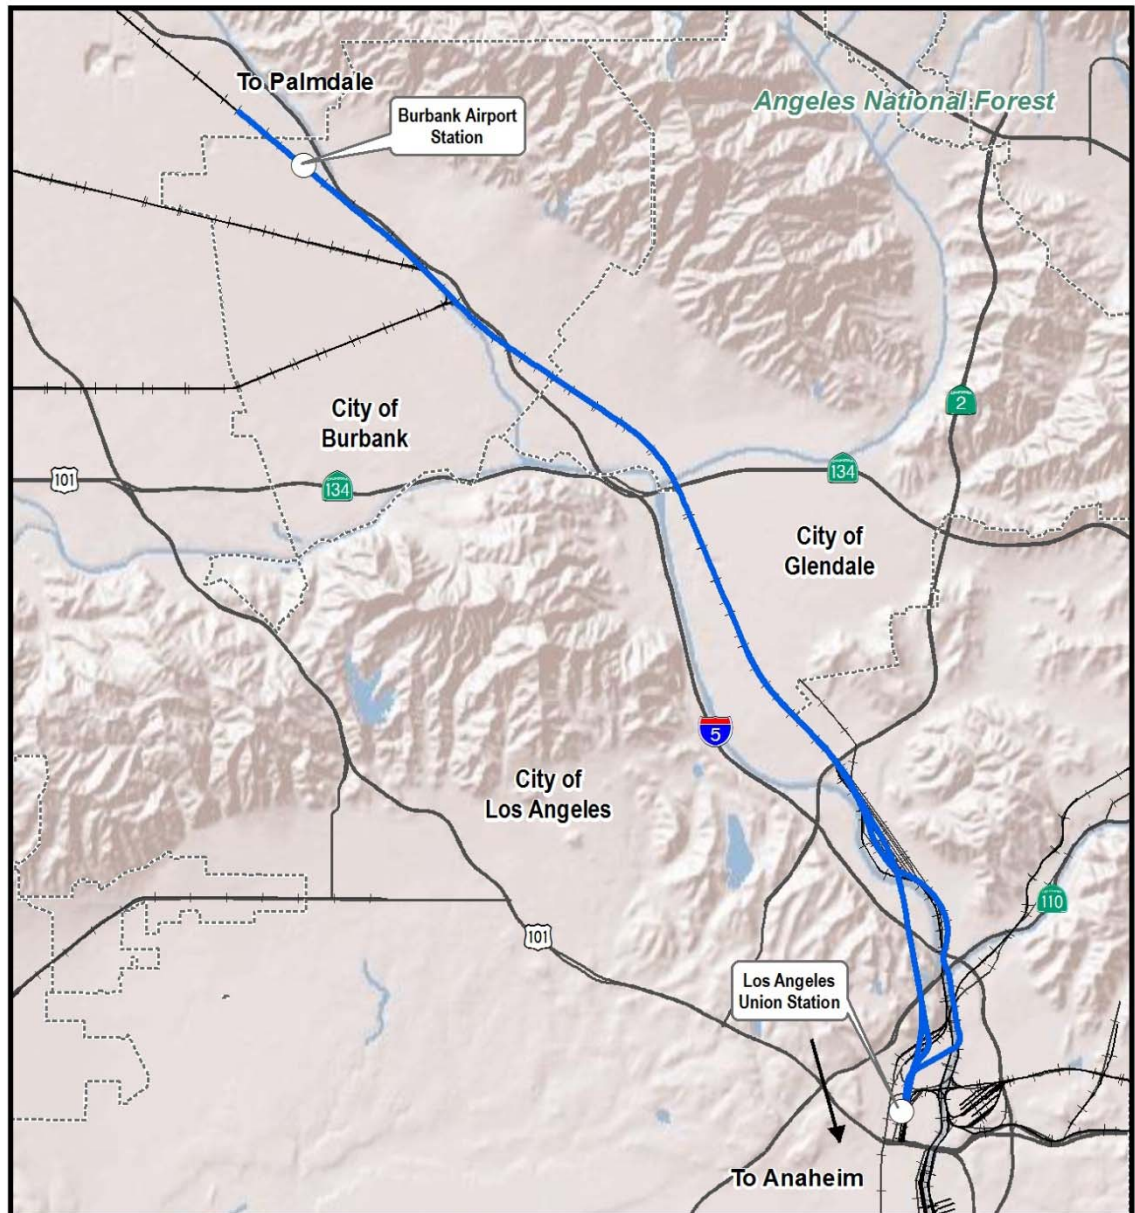 To Palmdale
Burbank Airport
Station
Angeles National Forest
2
City of
Burbank
101
134
134
City of
Glendale
5
City of
Los Angeles
110
101
Los Angeles
Union Station
To Anaheim